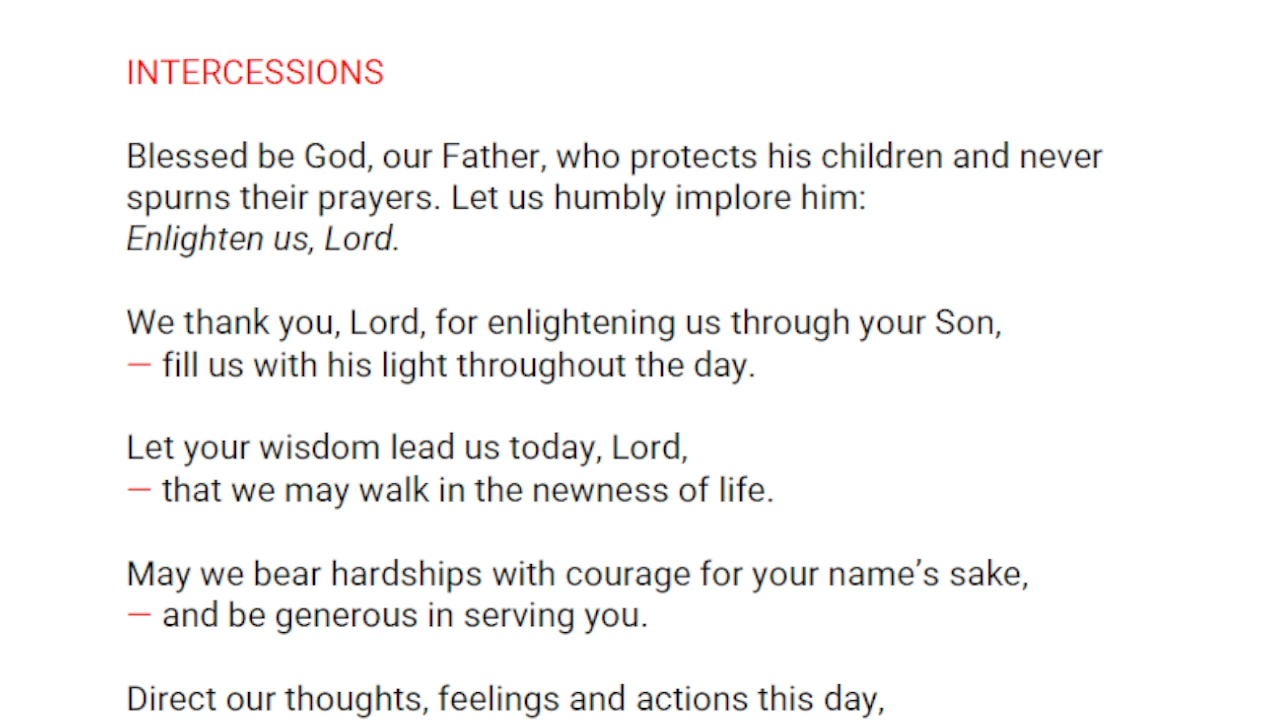 INTERCESSIONS
Blessed be God, our Father, who protects his children and never
spurns their prayers. Let us humbly implore him:
Enlighten us, Lord.
We thank you, Lord, for enlightening us through your Son,
— fill us with his light throughout the day.
Let your wisdom lead us today, Lord,
— that we may walk in the newness of life.
May we bear hardships with courage for your name’s sake,
— and be generous in serving you.
Direct our thoughts, feelings and actions this day,